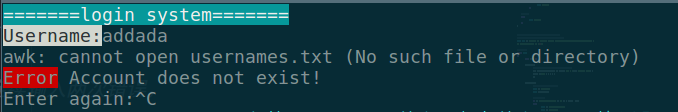 =======login system=======
Username:addada
awk: cannot open usernames.txt (No such file or directory)
Error Account does not exist!
Enter again:^C